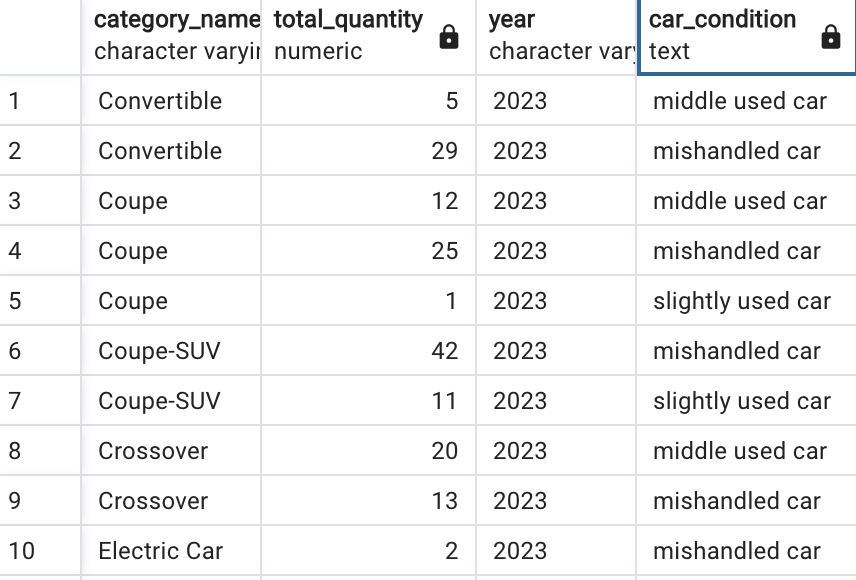 category_name total_quantity year car_condition
character varyin numeric character vary text
1 Convertible 5 2023 middle used car
2 Convertible 29 2023 mishandled car
3 Coupe 12 2023 middle used car
4 Coupe 25 2023 mishandled car
5 Coupe 1 2023 slightly used car
6 Coupe-SUV 42 2023 mishandled car
7 Coupe-SUV 11 2023 slightly used car
8 Crossover 20 2023 middle used car
9 Crossover 13 2023 mishandled car
10 Electric Car 2 2023 mishandled car